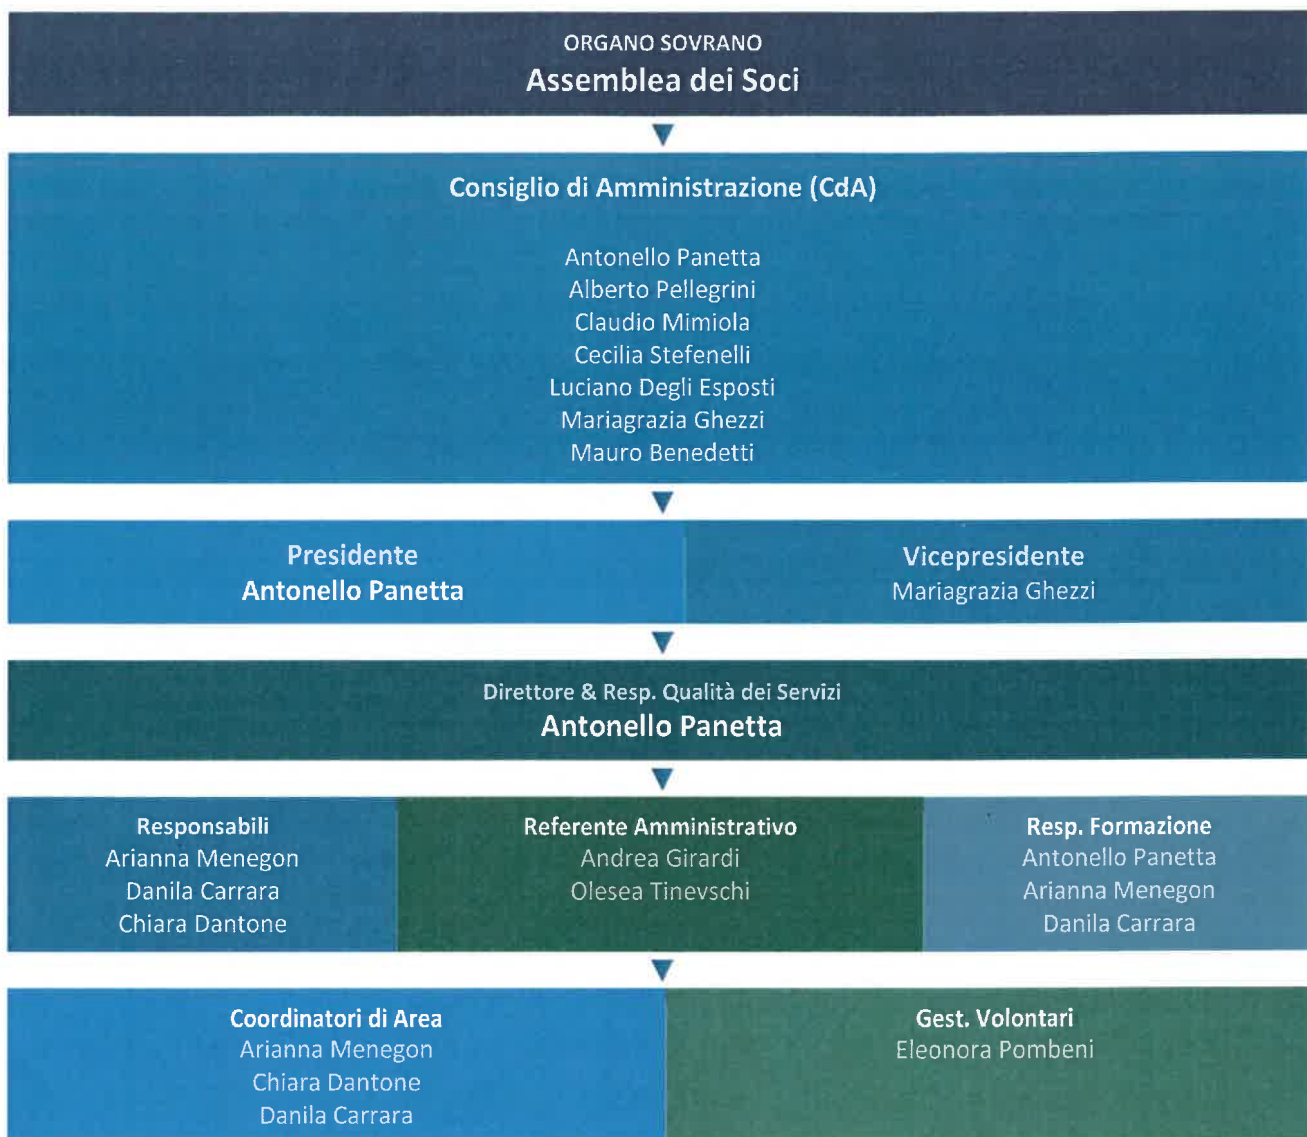 ORGANO SOVRANO
Assemblea dei Soci
Consiglio di Amministrazione (CdA)
Antonello Panetta
Alberto Pellegrini
Claudio Mimiola
Cecilia Stefenelli
Luciano Degli Esposti
Mariagrazia Ghezzi
Mauro Benedetti
Presidente
Antonello Panetta
Vicepresidente
Mariagrazia Ghezzi
Direttore & Resp. Qualità dei Servizi
Antonello Panetta
Responsabili
Arianna Menegon
Danila Carrara
Chiara Dantone
Referente Amministrativo
Andrea Girardi
Olesea Tinevschi
Resp. Formazione
Antonello Panetta
Arianna Menegon
Danila Carrara
Coordinatori di Area
Arianna Menegon
Chiara Dantone
Danila Carrara
Gest. Volontari
Eleonora Pombeni